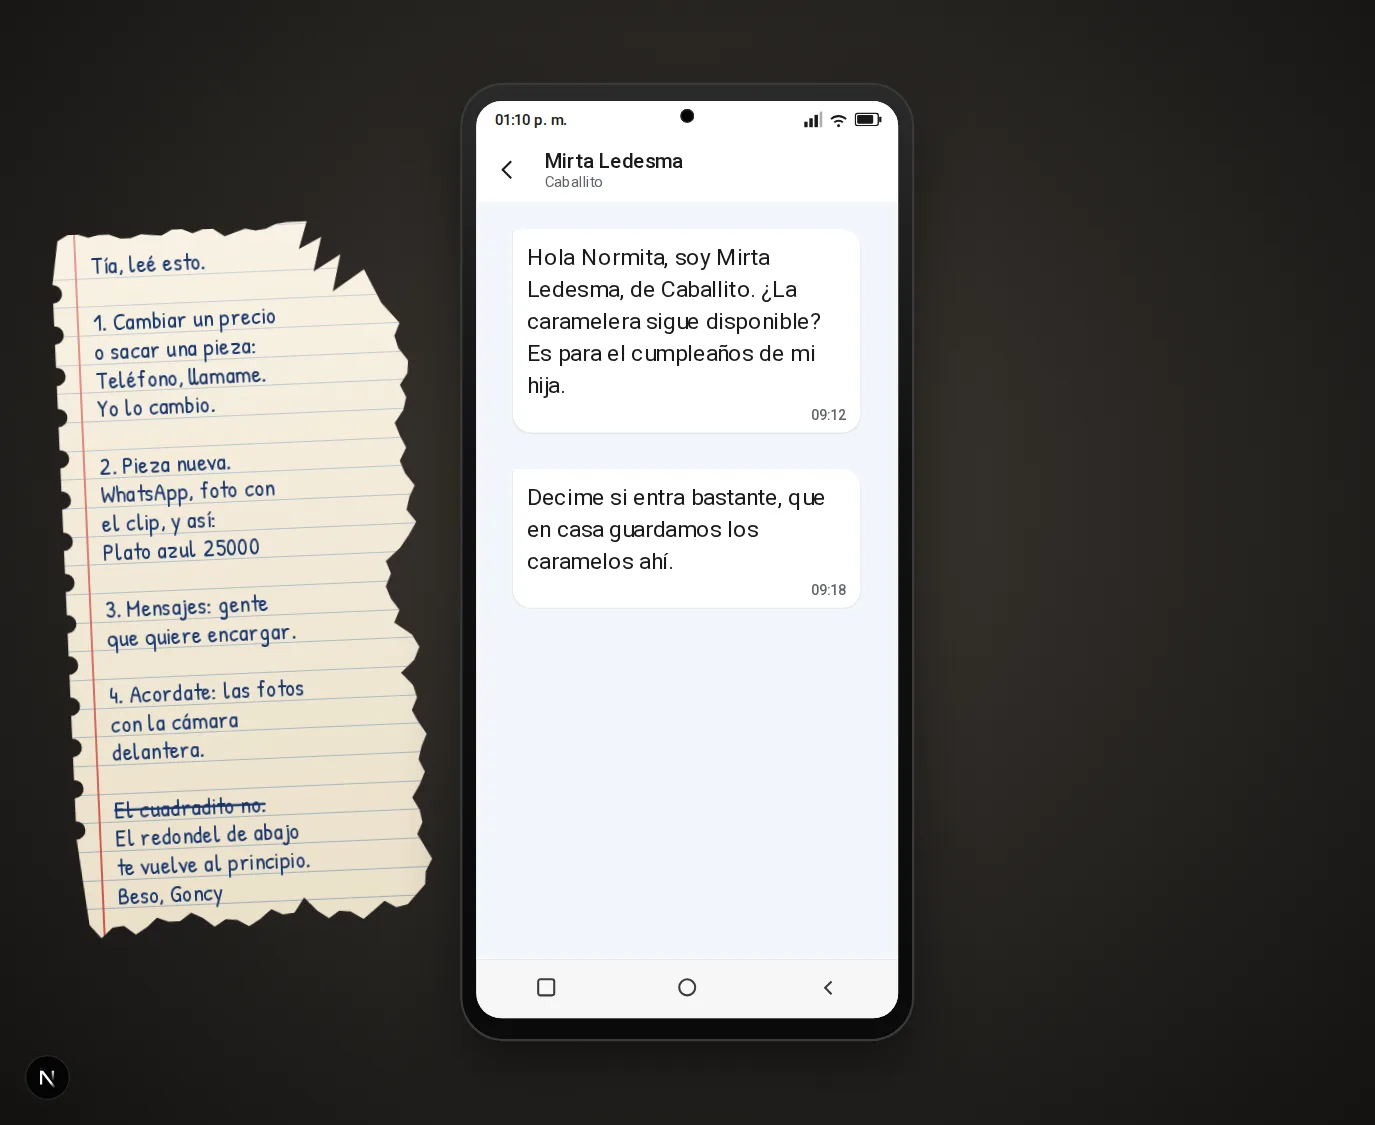 Tía, leé esto.
1. Cambiar un precio
o sacar una pieza:
Teléfono, llamame.
Yo lo cambio.
2. Pieza nueva.
WhatsApp, foto con
el clip, y así:
Plato azul 25000
3. Mensajes: gente
que quiere encargar.
4. Acordate: las fotos
con la cámara
delantera.
El cuadradito no.
El redondel de abajo
te vuelve al principio.
Beso, Goncy
01:10 p. m.
Mirta Ledesma
Caballito
Hola Normita, soy Mirta
Ledesma, de Caballito. ¿La
caramelera sigue disponible?
Es para el cumpleaños de mi
hija.
09:12
Decime si entra bastante, que
en casa guardamos los
caramelos ahí.
09:18
N